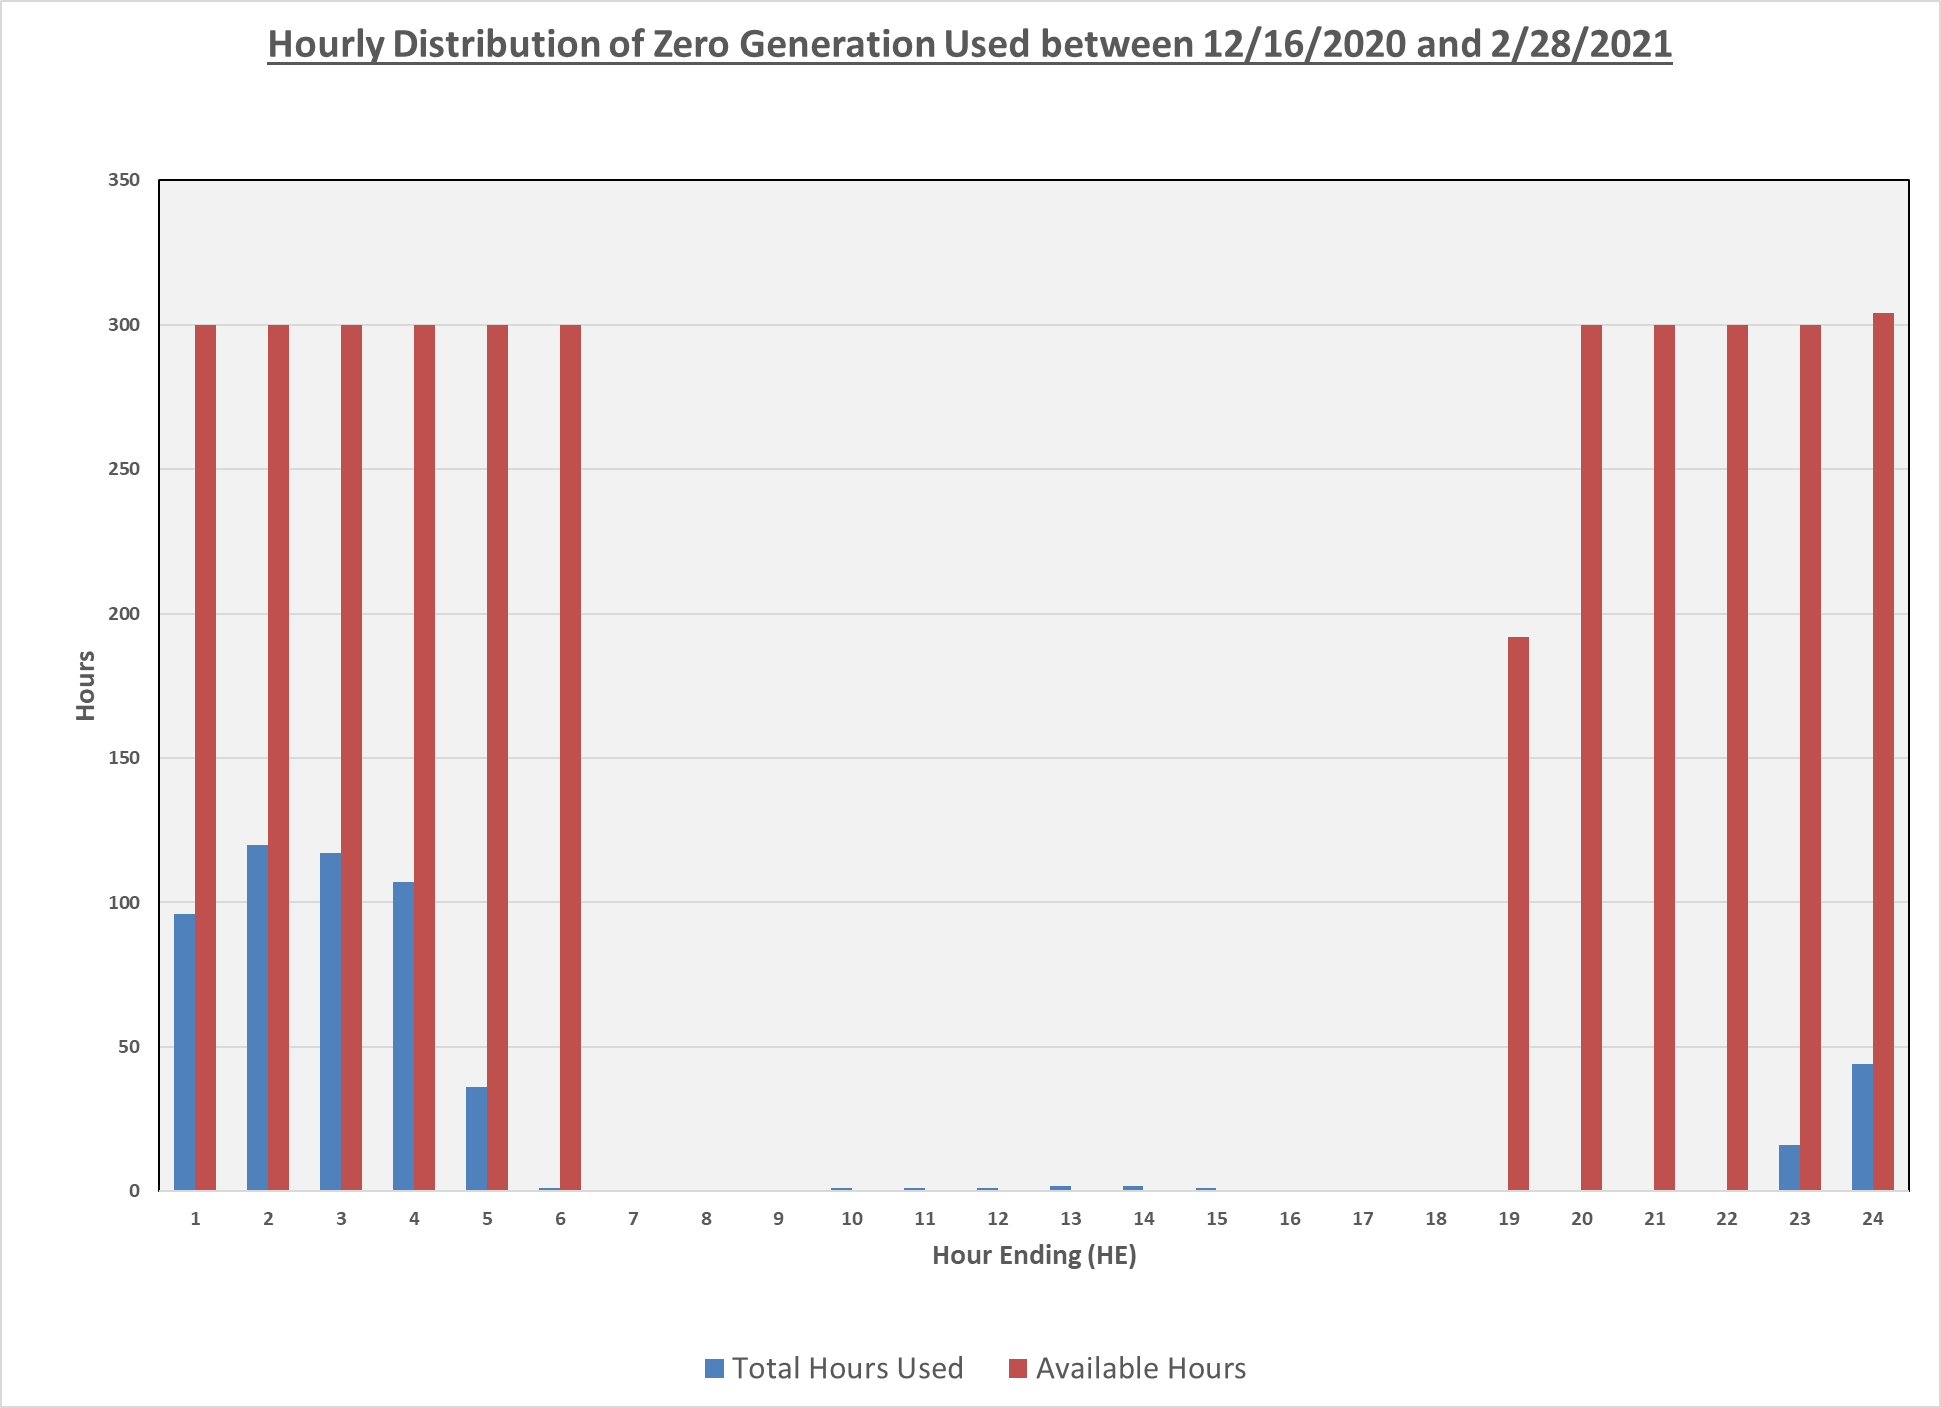 Hourly Distribution of Zero Generation Used between 12/16/2020 and 2/28/2021
350
300
250
200
150
100
50
0
Hours
1 2 3 4 5 6 7 8 9 10 11 12 13 14 15 16 17 18 19 20 21 22 23 24
Hour Ending (HE)
Total Hours Used Available Hours